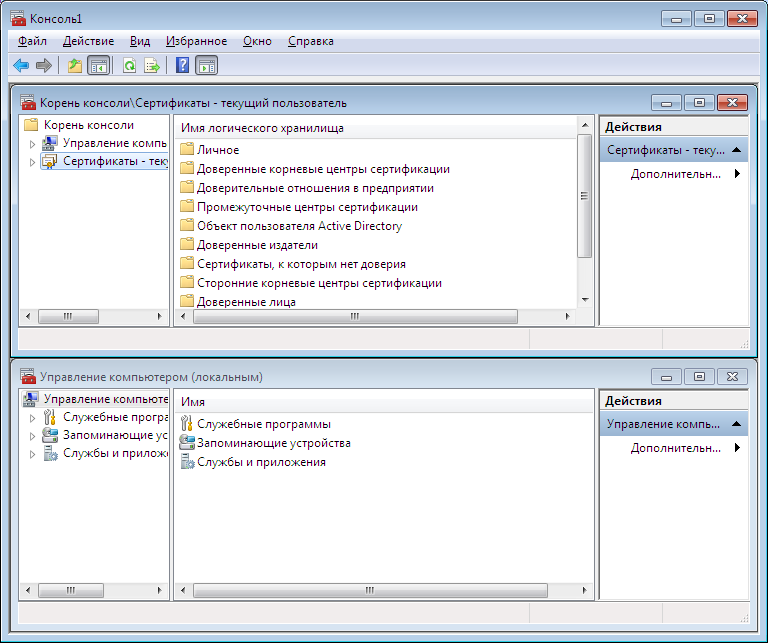 Консоль1
Файл Действие Вид Избранное Окно Справка
Корень консоли\Сертификаты - текущий пользователь
Корень консоли
Управление компь
Сертификаты - теку
Имя логического хранилища
Личное
Доверенные корневые центры сертификации
Доверительные отношения в предприятии
Промежуточные центры сертификации
Объект пользователя Active Directory
Доверенные издатели
Сертификаты, к которым нет доверия
Сторонние корневые центры сертификации
Доверенные лица
Действия
Сертификаты - теку...
Дополнительн...
Управление компьютером (локальным)
Управление компьюте
Служебные програ
Запоминающие ус
Службы и прилож
Имя
Служебные программы
Запоминающие устройства
Службы и приложения
Действия
Управление компь...
Дополнительн...